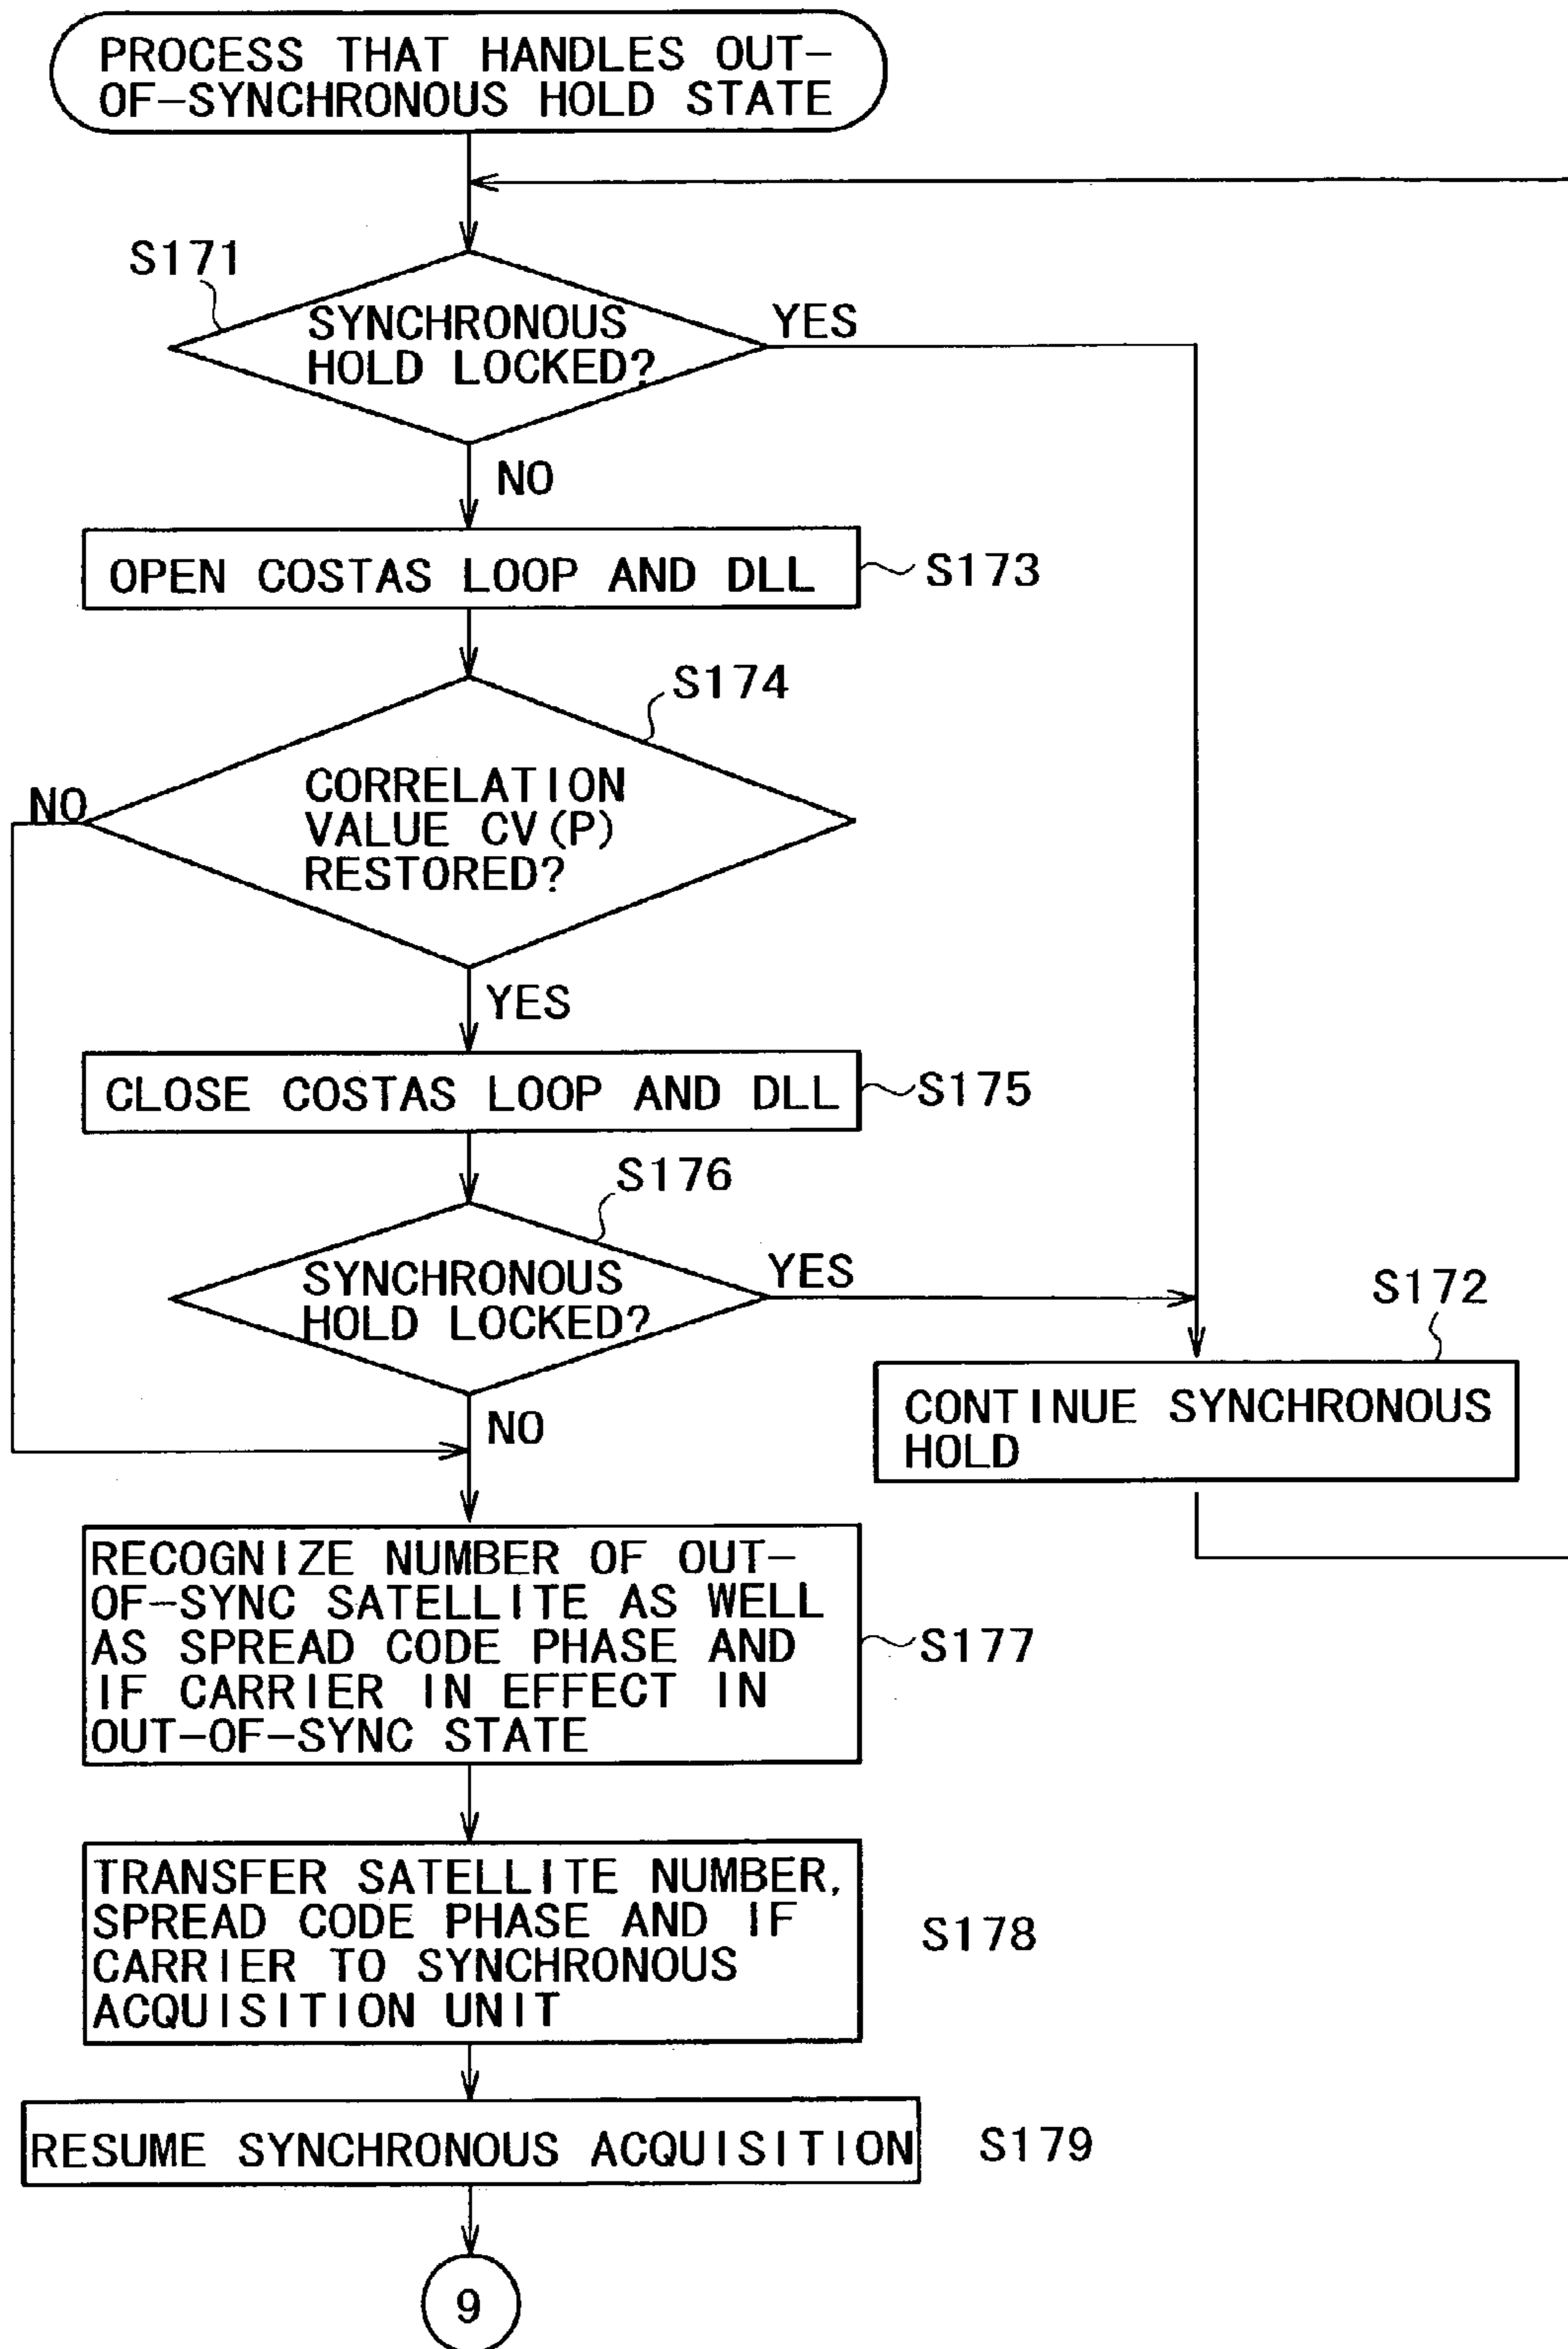 PROCESS THAT HANDLES OUT-
OF-SYNCHRONOUS HOLD STATE
S171
SYNCHRONOUS
HOLD LOCKED?
YES
NO
OPEN COSTAS LOOP AND DLL
S173
S174
CORRELATION
VALUE CV(P)
RESTORED?
NO
YES
CLOSE COSTAS LOOP AND DLL
S175
S176
SYNCHRONOUS
HOLD LOCKED?
YES
NO
S172
CONTINUE SYNCHRONOUS
HOLD
RECOGNIZE NUMBER OF OUT-
OF-SYNC SATELLITE AS WELL
AS SPREAD CODE PHASE AND
IF CARRIER IN EFFECT IN
OUT-OF-SYNC STATE
S177
TRANSFER SATELLITE NUMBER,
SPREAD CODE PHASE AND IF
CARRIER TO SYNCHRONOUS
ACQUISITION UNIT
S178
RESUME SYNCHRONOUS ACQUISITION
S179
9